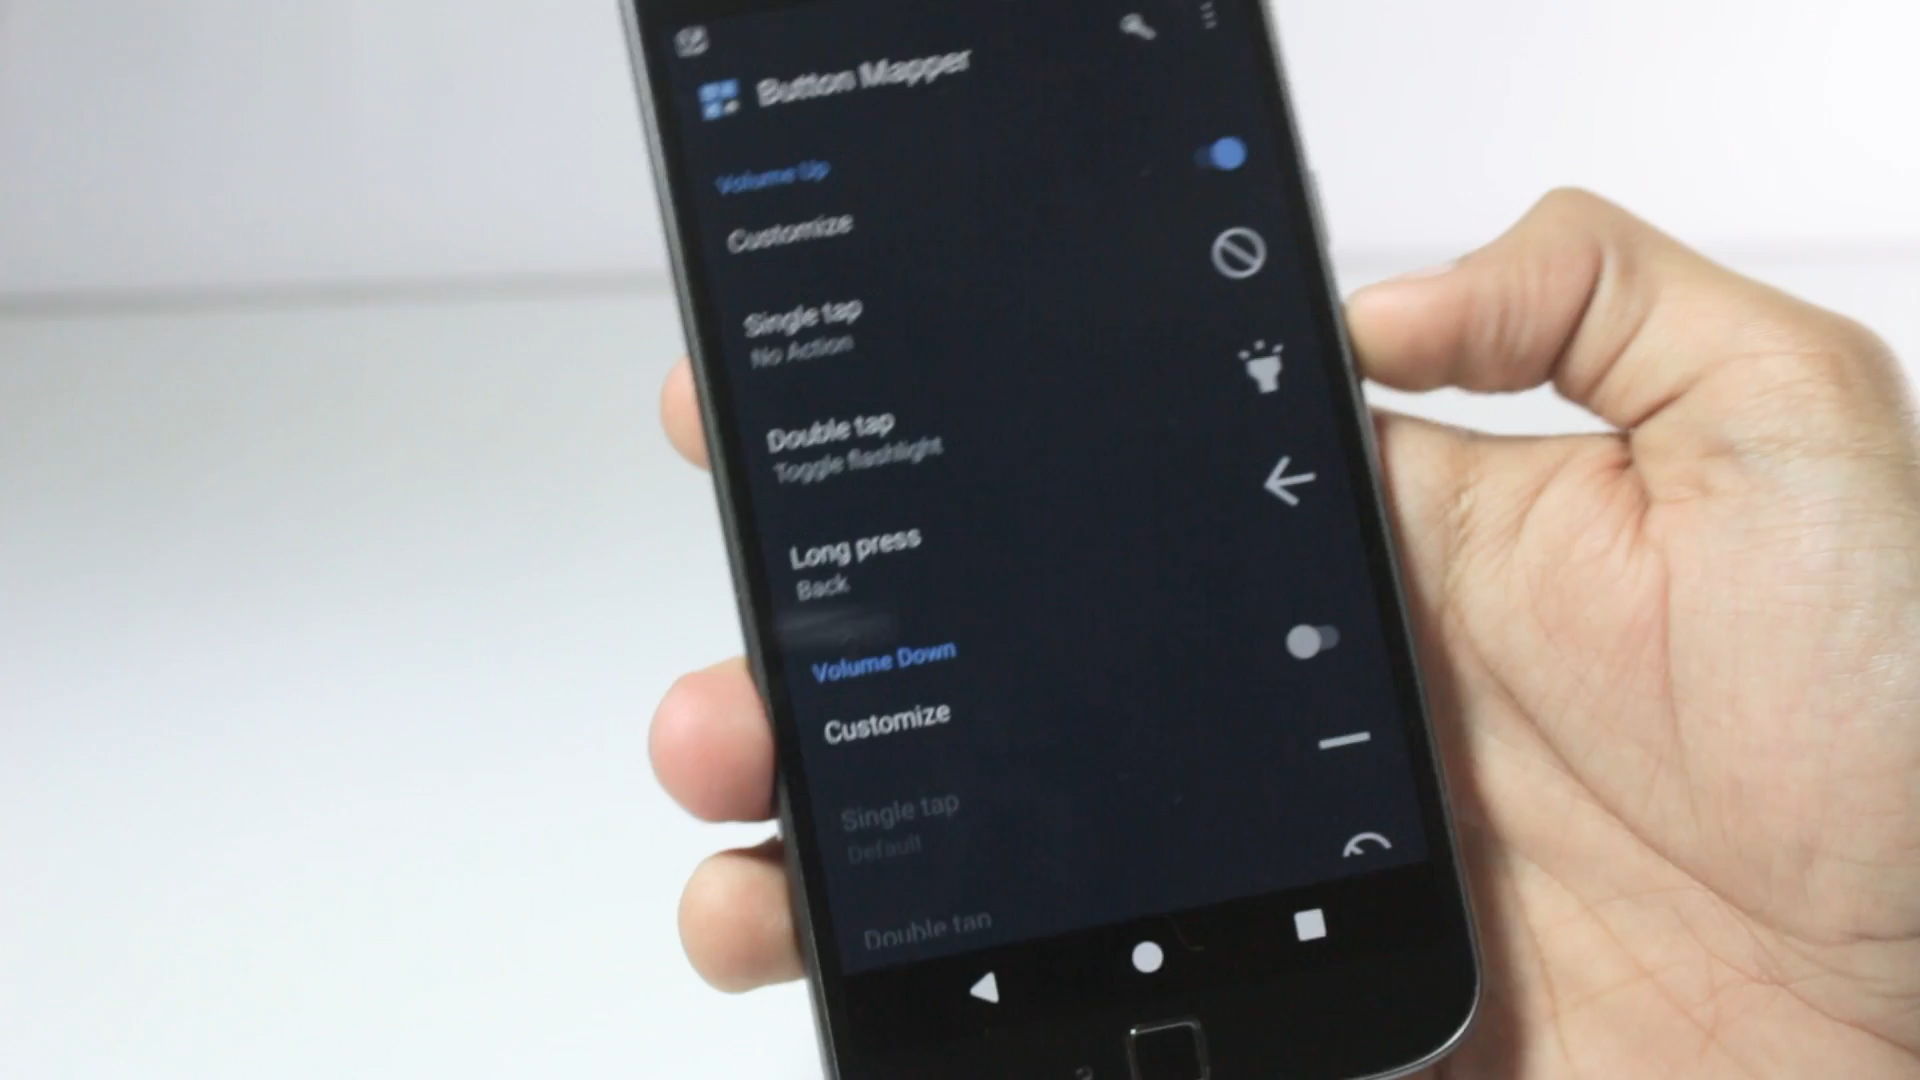 Button Mapper
Volume Up
Customize
Single tap
No Action
Double tap
Toggle flashlight
Long press
Back
Volume Down
Customize
Single tap
Default
Double tap